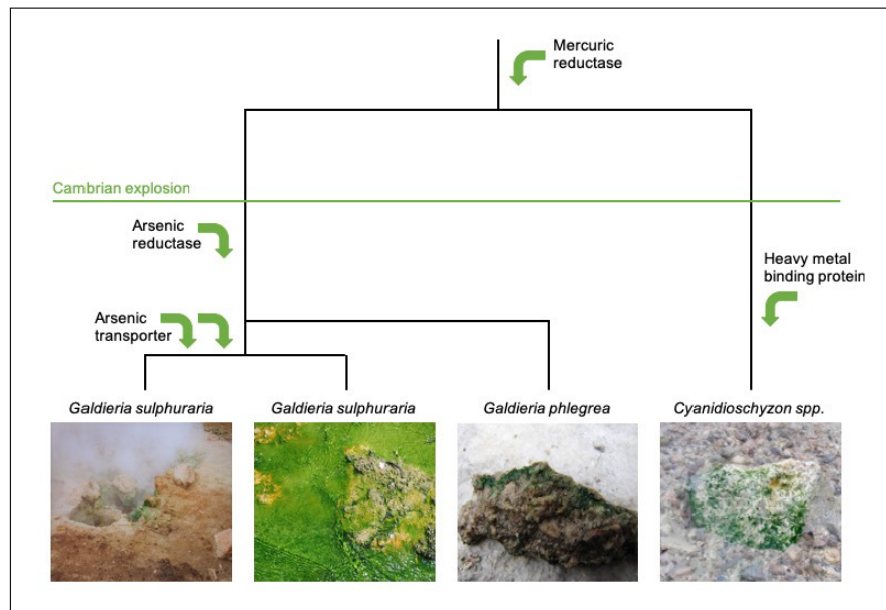 Mercuric
reductase
Cambrian explosion
Arsenic
reductase
Heavy metal
binding protein
Arsenic
transporter
Galdieria sulphuraria
Galdieria sulphuraria
Galdieria phlegrea
Cyanidioschyzon spp.